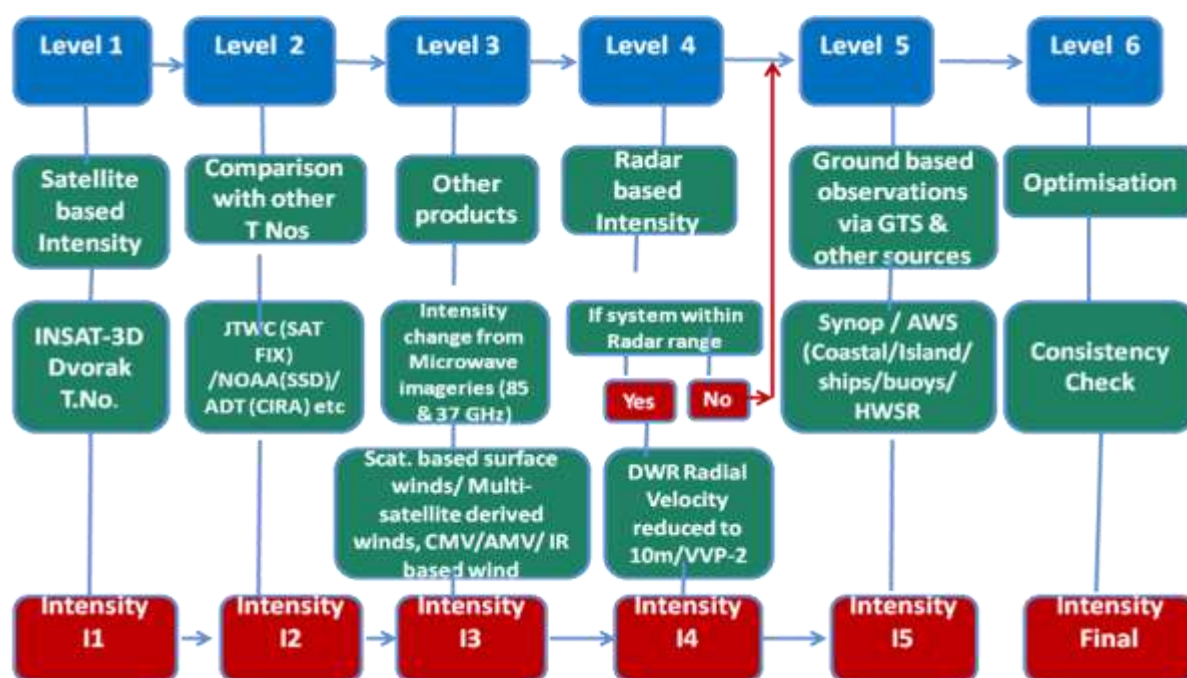 Level 1
Level 2
Level 3
Level 4
Level 5
Level 6
Satellite
based
Intensity
Comparison
with other
T Nos
Other
products
Radar
based
Intensity
Ground based
observations
via GTS &
other sources
Optimisation
INSAT-3D
Dvorak
T.No.
JTWC (SAT
FIX)
/NOAA(SSD)/
ADT (CIRA) etc
Intensity
change from
Microwave
imageries (85
& 37 GHz)
If system within
Radar range
Yes
No
Synop / AWS
(Coastal/Island/
ships/buoys/
HWSR
Consistency
Check
Scat. based surface
winds/ Multi-
satellite derived
winds, CMV/AMV/ IR
based wind
DWR Radial
Velocity
reduced to
10m/VVP-2
Intensity
I1
Intensity
I2
Intensity
I3
Intensity
I4
Intensity
I5
Intensity
Final